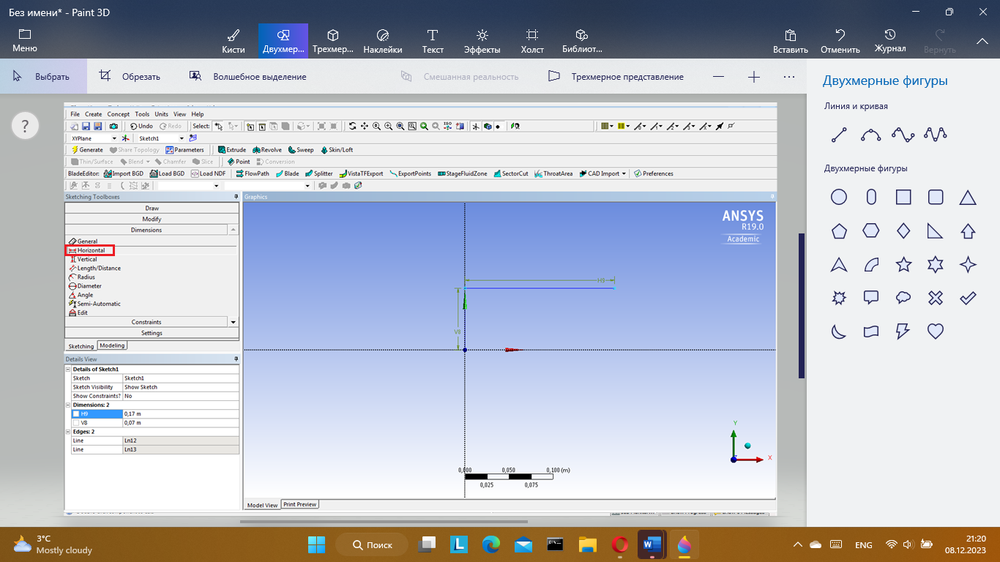 Без имени* - Paint 3D
Меню
Кисти
Двухмер...
Трехмер...
Наклейки
Текст
Эффекты
Холст
Библиот...
Вставить
Отменить
Журнал
Вернуть
Выбрать
Обрезать
Волшебное выделение
Смешанная реальность
Трехмерное представление
Двухмерные фигуры
Линия и кривая
Двухмерные фигуры
?
File Create Concept Tools Units View Help
Undo Redo Select:
XYPlane Sketch1
Generate Share Topology Parameters Extrude Revolve Sweep Skin/Loft
Thin/Surface Blend Chamfer Slice Point Conversion
BladeEditor: Import BGD Load BGD Load NDF FlowPath Blade Splitter VistaTFExport ExportPoints StageFluidZone SectorCut ThroatArea CAD Import Preferences
Sketching Toolboxes
Draw
Modify
Dimensions
General
Horizontal
Vertical
Length/Distance
Radius
Diameter
Angle
Semi-Automatic
Edit
Constraints
Settings
Sketching Modeling
Details View
Details of Sketch1
Sketch Sketch1
Sketch Visibility Show Sketch
Show Constraints? No
Dimensions: 2
H9 0,17 m
V8 0,07 m
Edges: 2
Line Ln12
Line Ln13
Graphics
ANSYS
R19.0
Academic
H9
V8
Y
X
0,000 0,050 0,100 (m)
0,025 0,075
Model View Print Preview
3°C
Mostly cloudy
Поиск
ENG
21:20
08.12.2023